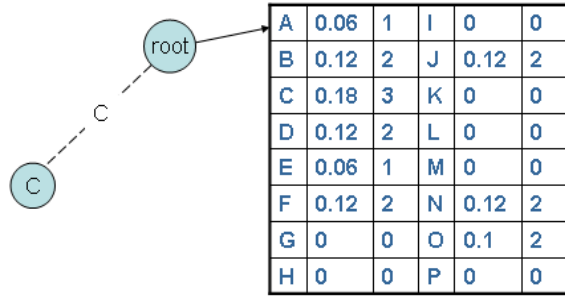 root
C
C
A 0.06 1 I 0 0
B 0.12 2 J 0.12 2
C 0.18 3 K 0 0
D 0.12 2 L 0 0
E 0.06 1 M 0 0
F 0.12 2 N 0.12 2
G 0 0 O 0.1 2
H 0 0 P 0 0